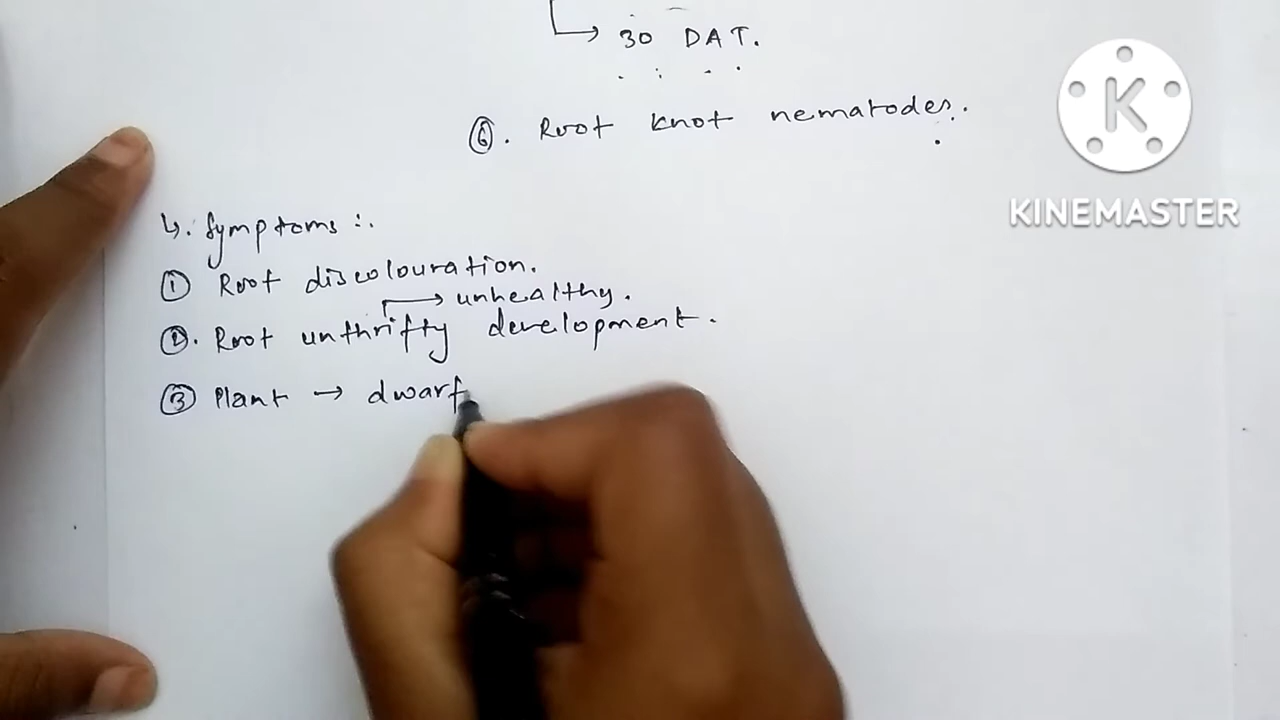 → 30 DAT.
⑥. Root knot nematodes.
↳. Symptoms :.
① Root discolouration.
→ unhealthy.
②. Root unthrifty development.
③ Plant → dwarf
K
KINEMASTER